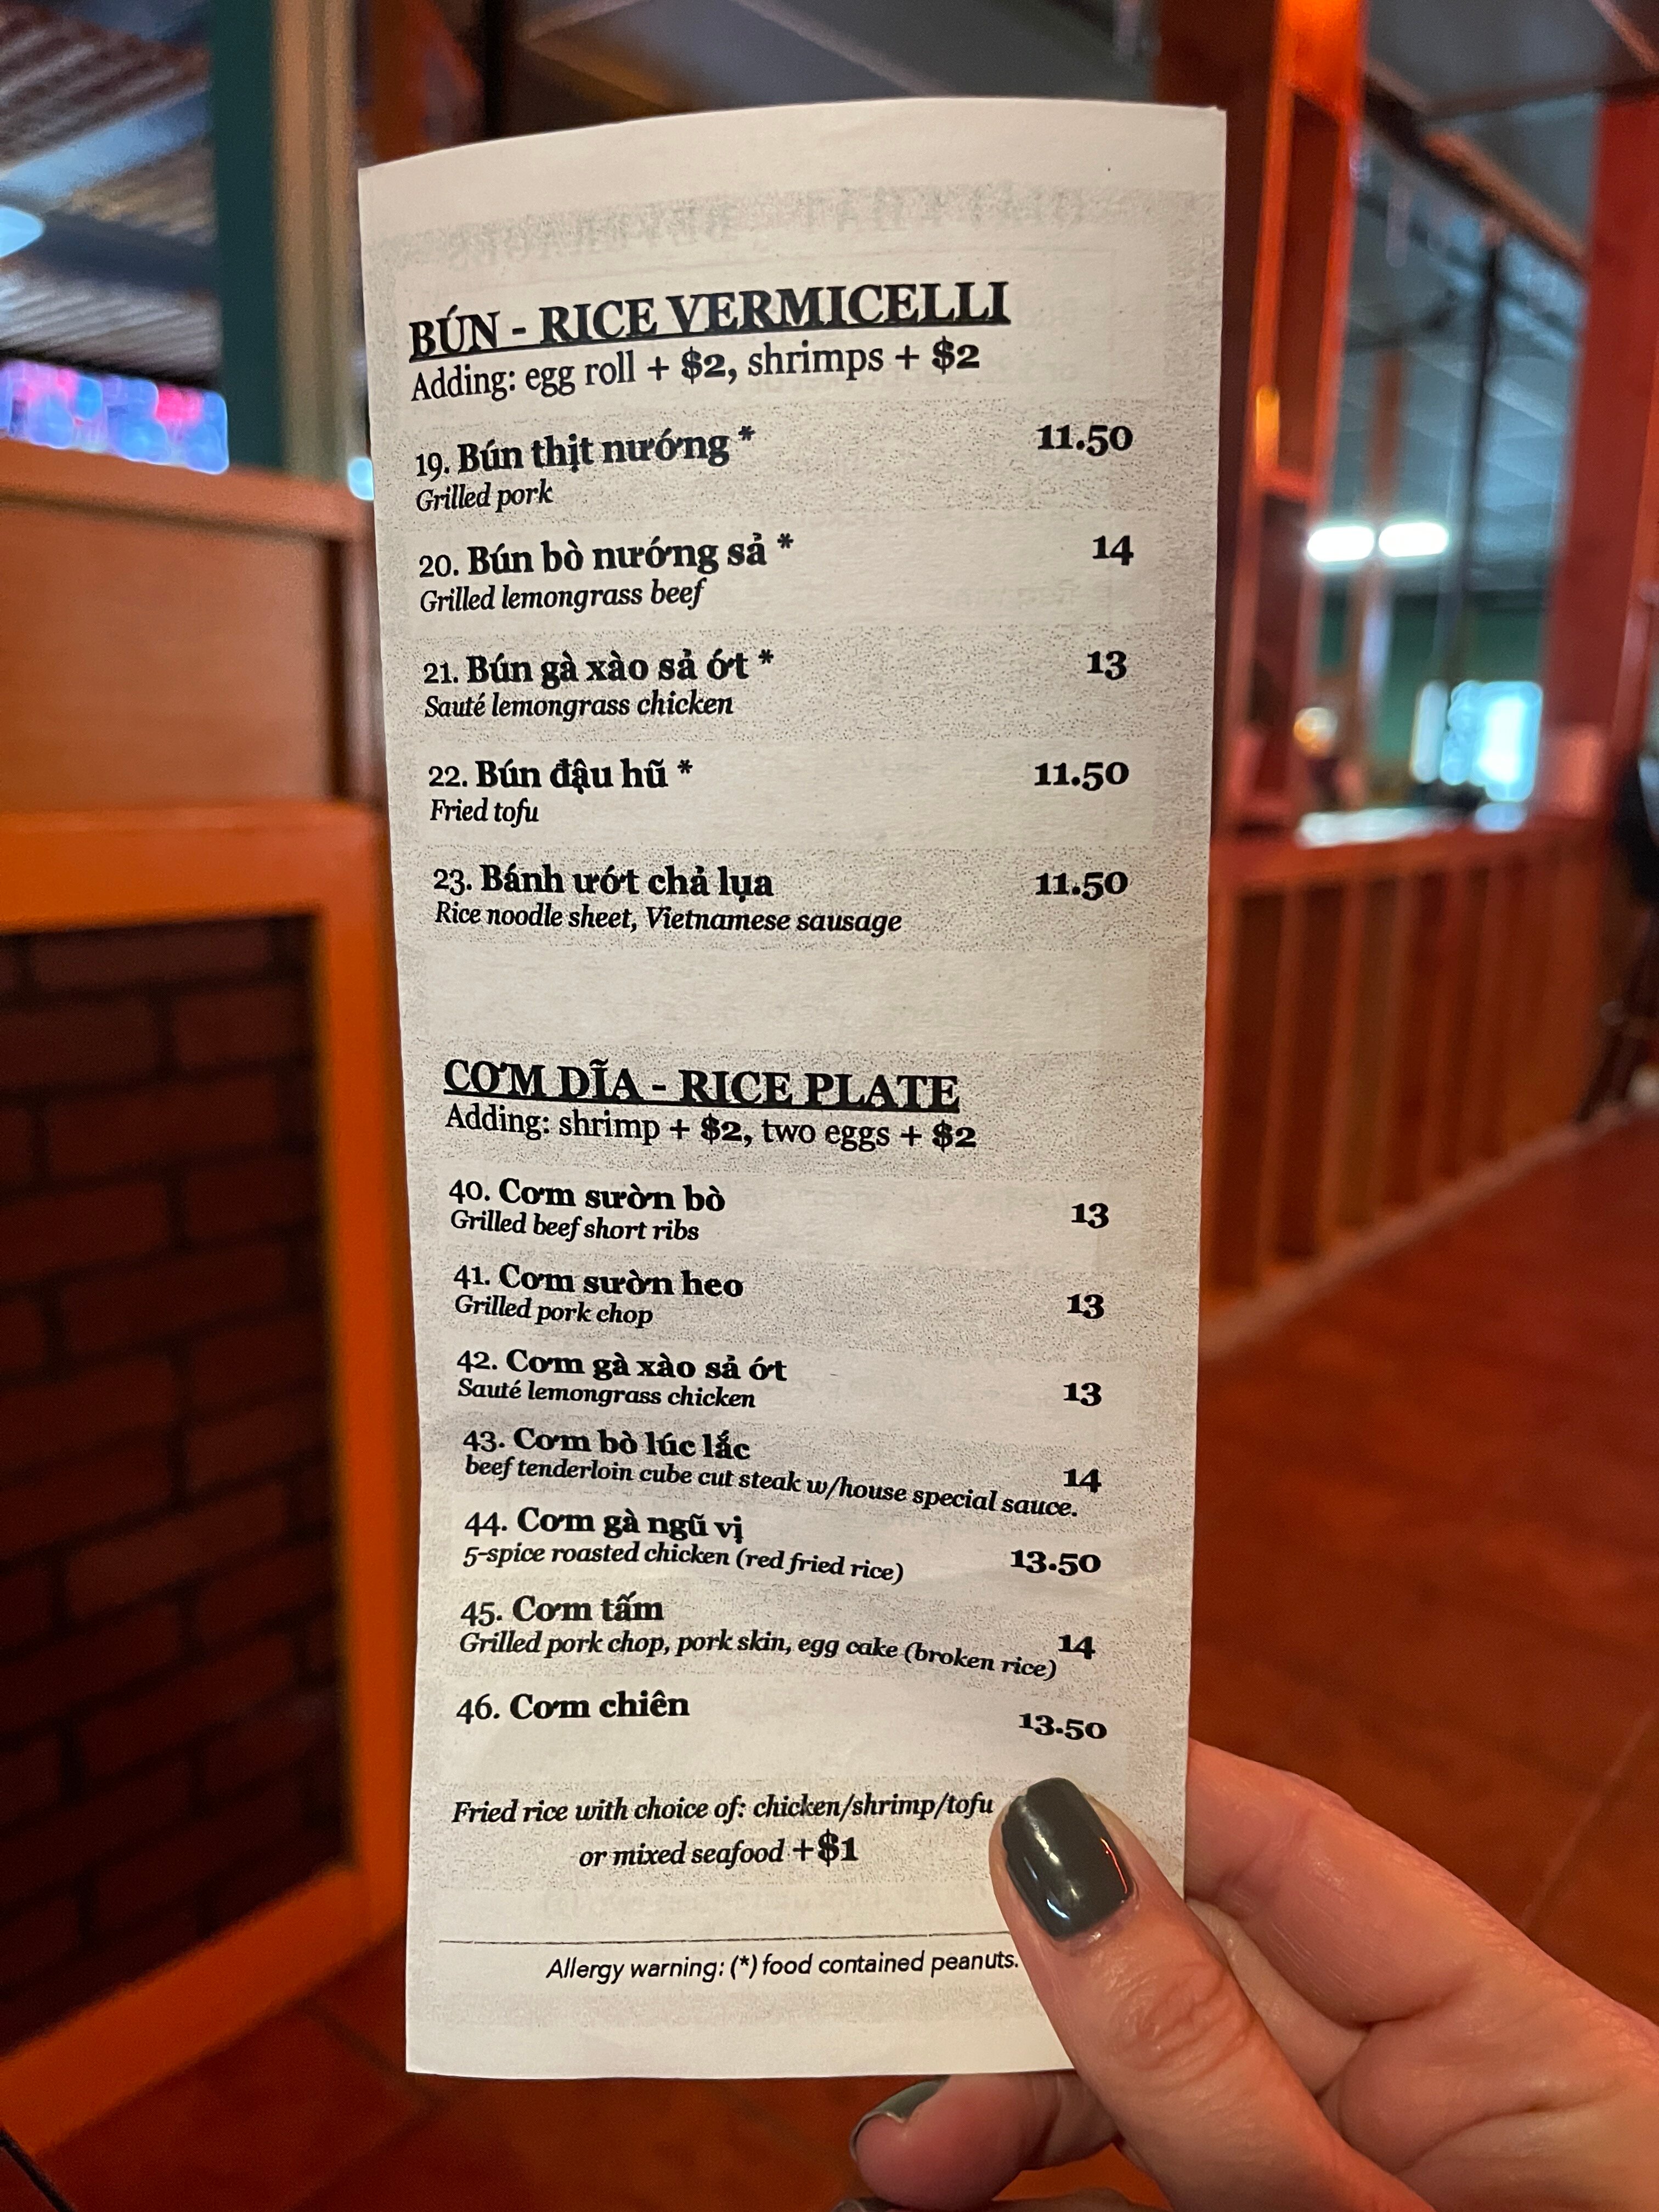 BÚN - RICE VERMICELLI
Adding: egg roll + $2, shrimps + $2
19. Bún thịt nướng * 11.50
Grilled pork
20. Bún bò nướng sả * 14
Grilled lemongrass beef
21. Bún gà xào sả ớt * 13
Sauté lemongrass chicken
22. Bún đậu hũ * 11.50
Fried tofu
23. Bánh ướt chả lụa 11.50
Rice noodle sheet, Vietnamese sausage
CƠM DĨA - RICE PLATE
Adding: shrimp + $2, two eggs + $2
40. Cơm sườn bò 13
Grilled beef short ribs
41. Cơm sườn heo 13
Grilled pork chop
42. Cơm gà xào sả ớt 13
Sauté lemongrass chicken
43. Cơm bò lúc lắc 14
beef tenderloin cube cut steak w/house special sauce.
44. Cơm gà ngũ vị 13.50
5-spice roasted chicken (red fried rice)
45. Cơm tấm 14
Grilled pork chop, pork skin, egg cake (broken rice)
46. Cơm chiên 13.50
Fried rice with choice of: chicken/shrimp/tofu
or mixed seafood +$1
Allergy warning: (*) food contained peanuts.